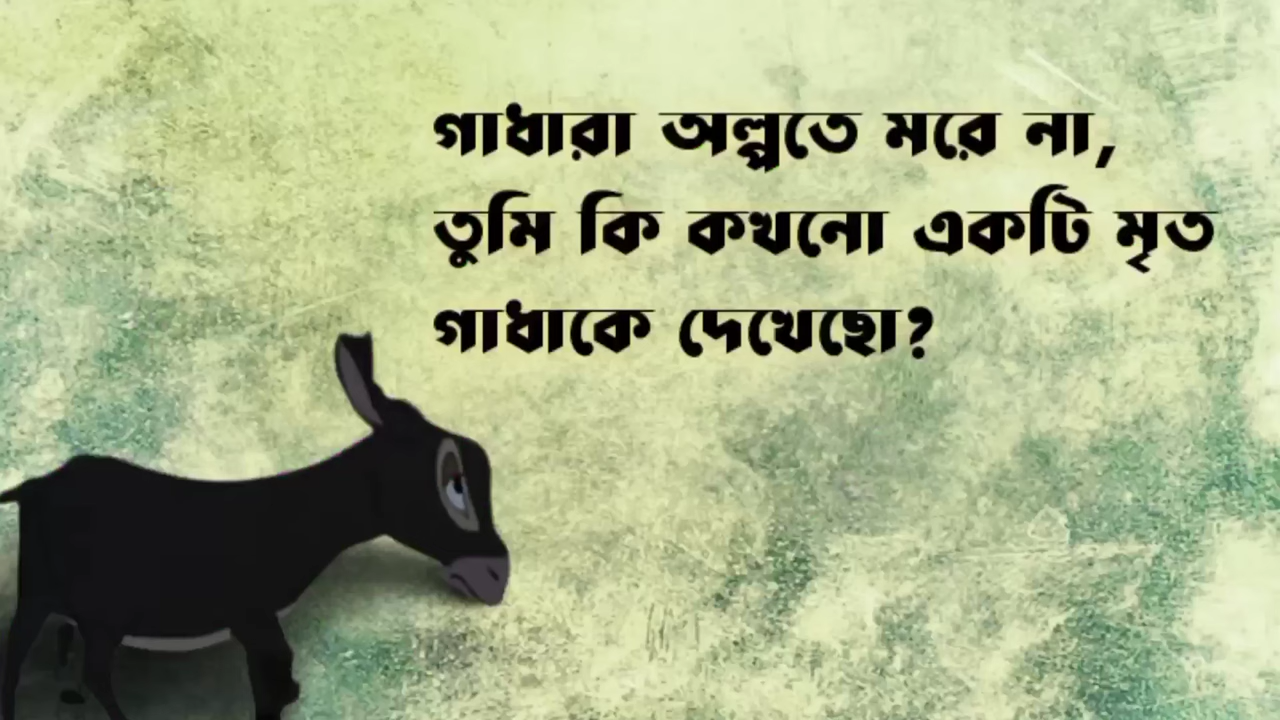 গাধারা অল্পতে মরে না,
তুমি কি কখনো একটি মৃত
গাধাকে দেখেছো?